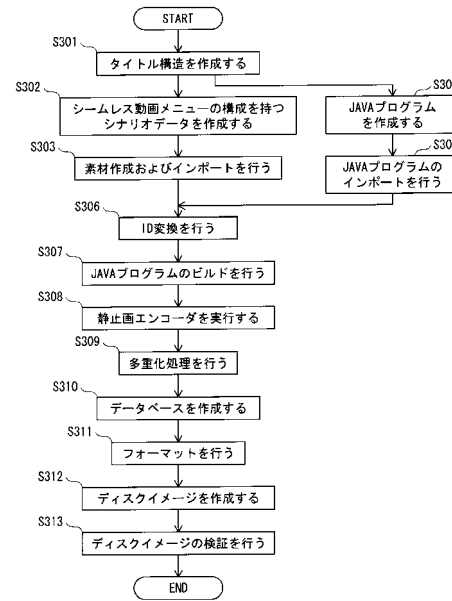 START
S301
タイトル構造を作成する
S302
シームレス動画メニューの構成を持つ
シナリオデータを作成する
S30
JAVAプログラム
を作成する
S303
素材作成およびインポートを行う
S30
JAVAプログラムの
インポートを行う
S306
ID変換を行う
S307
JAVAプログラムのビルドを行う
S308
静止画エンコーダを実行する
S309
多重化処理を行う
S310
データベースを作成する
S311
フォーマットを行う
S312
ディスクイメージを作成する
S313
ディスクイメージの検証を行う
END